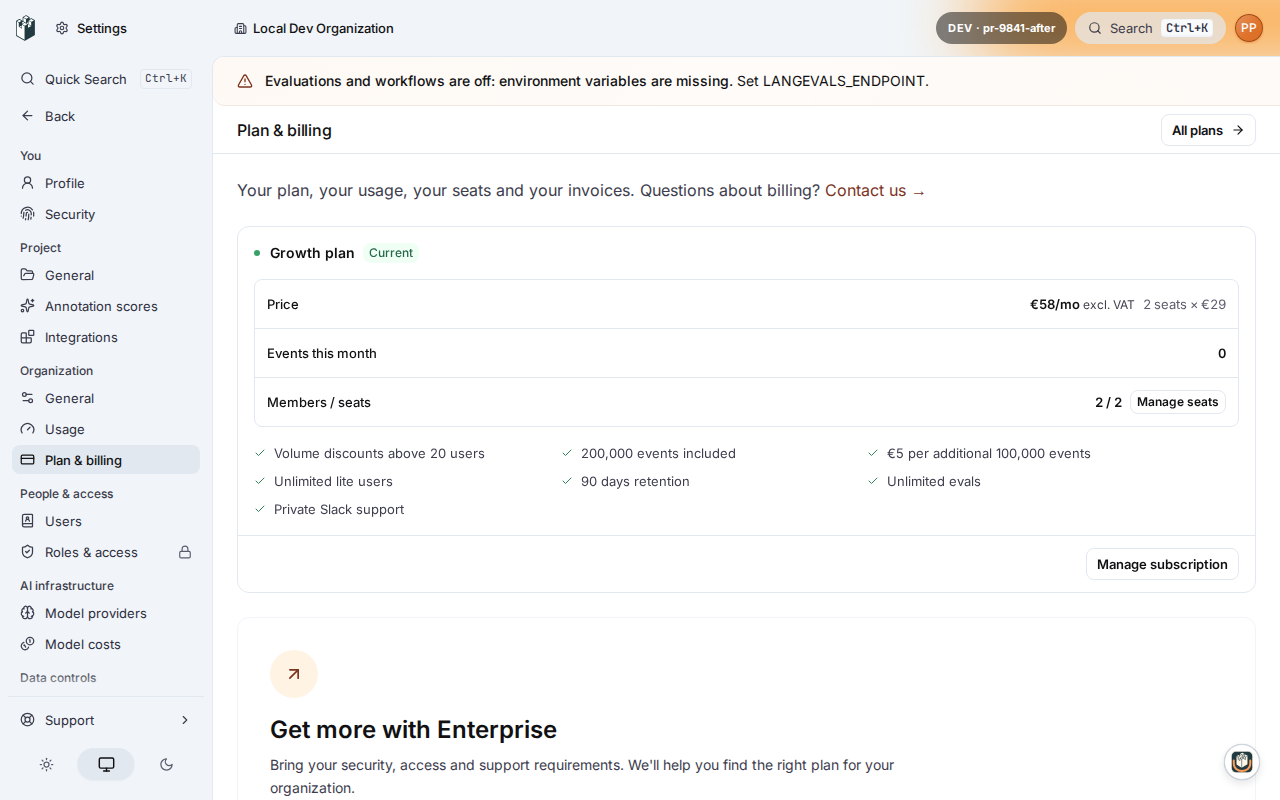 Settings
Local Dev Organization
DEV · pr-9841-after
Search Ctrl+K
PP
Quick Search Ctrl+K
Back
You
Profile
Security
Project
General
Annotation scores
Integrations
Organization
General
Usage
Plan & billing
People & access
Users
Roles & access
AI infrastructure
Model providers
Model costs
Data controls
Support
Evaluations and workflows are off: environment variables are missing. Set LANGEVALS_ENDPOINT.
Plan & billing
All plans →
Your plan, your usage, your seats and your invoices. Questions about billing? Contact us →
Growth plan Current
Price €58/mo excl. VAT 2 seats × €29
Events this month 0
Members / seats 2 / 2 Manage seats
Volume discounts above 20 users
200,000 events included
€5 per additional 100,000 events
Unlimited lite users
90 days retention
Unlimited evals
Private Slack support
Manage subscription
Get more with Enterprise
Bring your security, access and support requirements. We'll help you find the right plan for your
organization.